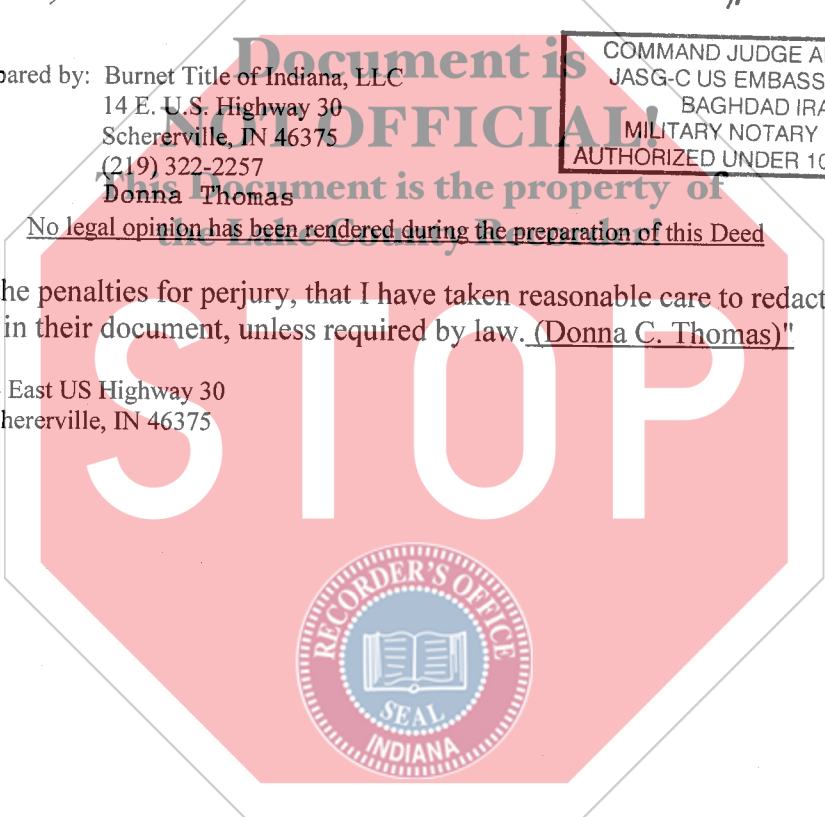 Document is
NOT OFFICIAL!
This Document is the property of
the Lake County Recorder!
COMMAND JUDGE A
JASG-C US EMBASS
BAGHDAD IRA
MILITARY NOTARY
AUTHORIZED UNDER 10
pared by: Burnet Title of Indiana, LLC
14 E. U.S. Highway 30
Schererville, IN 46375
(219) 322-2257
Donna Thomas
No legal opinion has been rendered during the preparation of this Deed
he penalties for perjury, that I have taken reasonable care to redact
in their document, unless required by law. (Donna C. Thomas)"
East US Highway 30
hererville, IN 46375
STOP
RECORDER'S OFFICE
SEAL
INDIANA